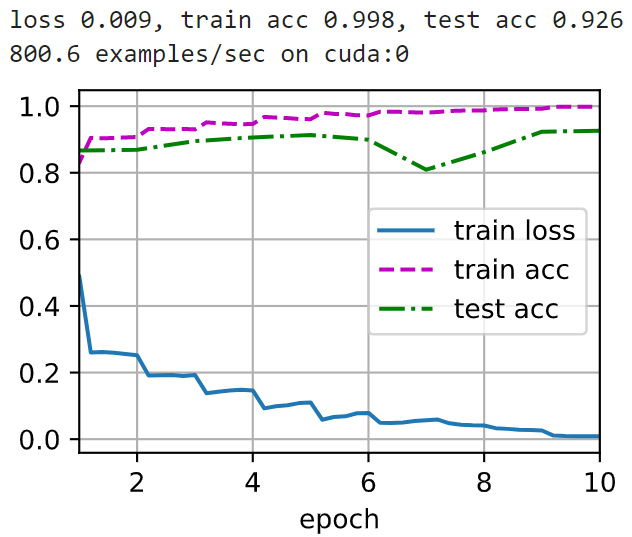 loss 0.009, train acc 0.998, test acc 0.926
800.6 examples/sec on cuda:0
1.0
0.8
0.6
0.4
0.2
0.0
train loss
train acc
test acc
2 4 6 8 10
epoch